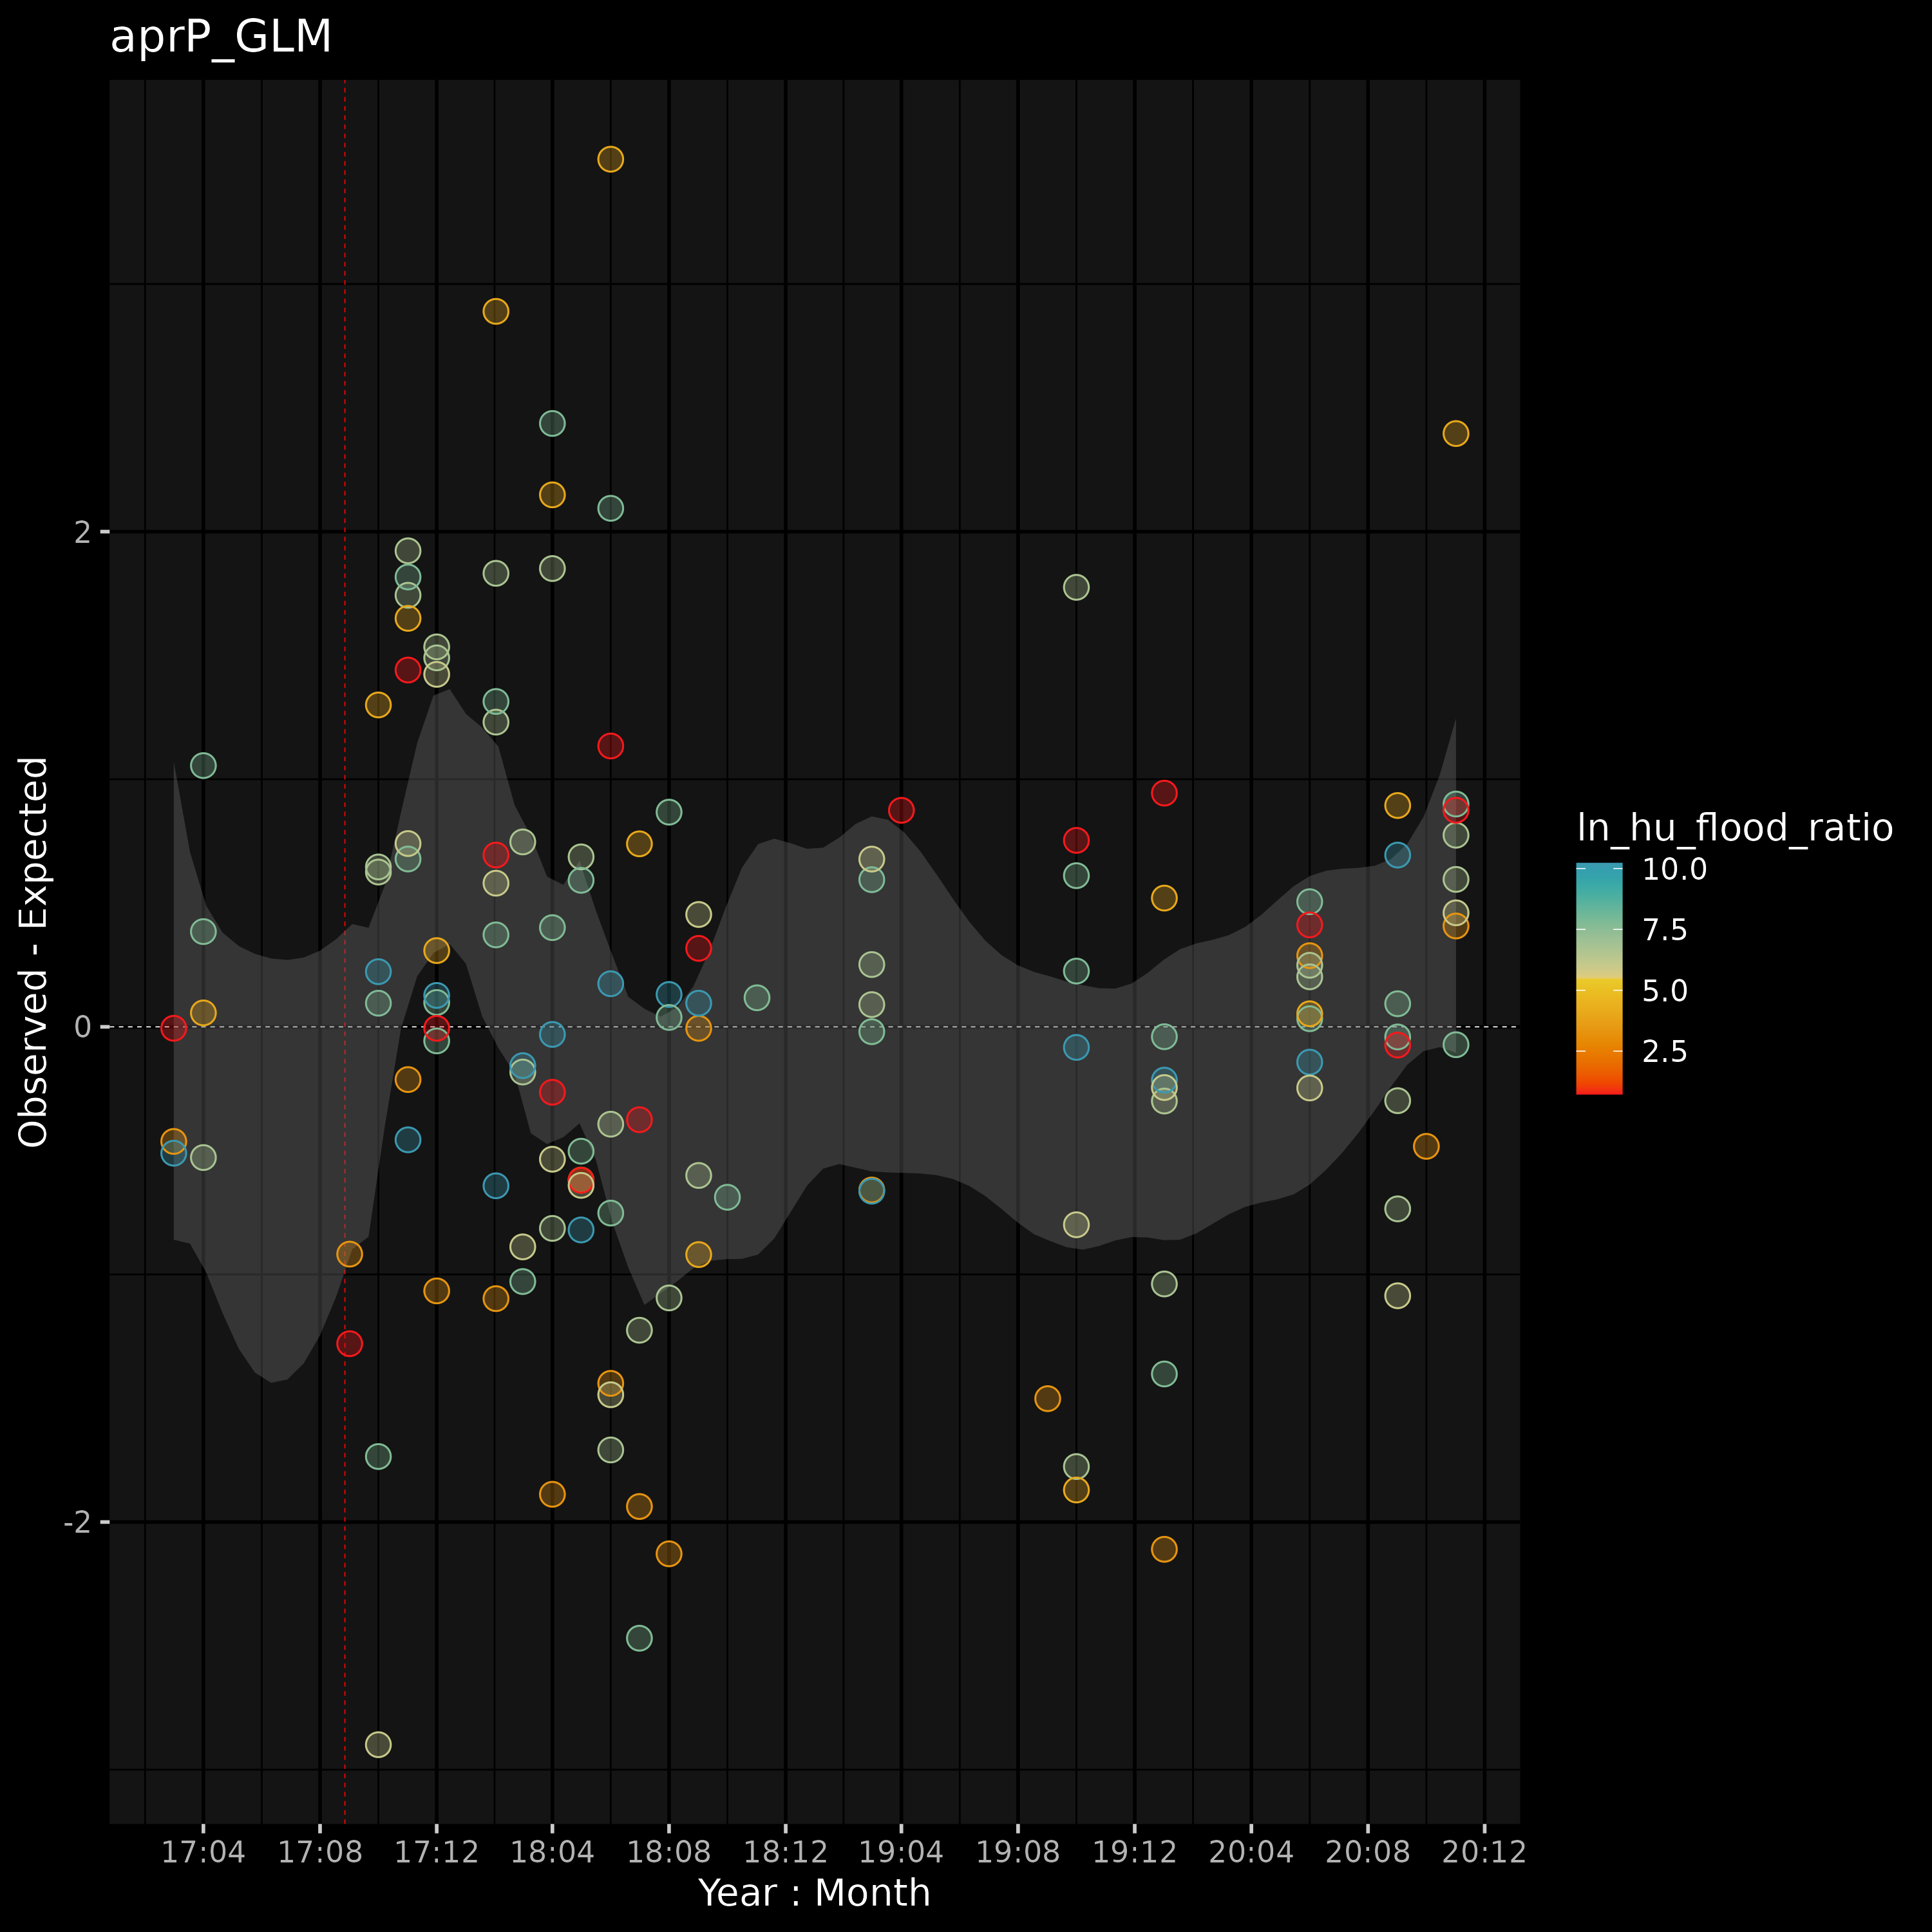 aprP_GLM
Observed - Expected
2
0
-2
17:04 17:08 17:12 18:04 18:08 18:12 19:04 19:08 19:12 20:04 20:08 20:12
Year : Month
ln_hu_flood_ratio
10.0
7.5
5.0
2.5